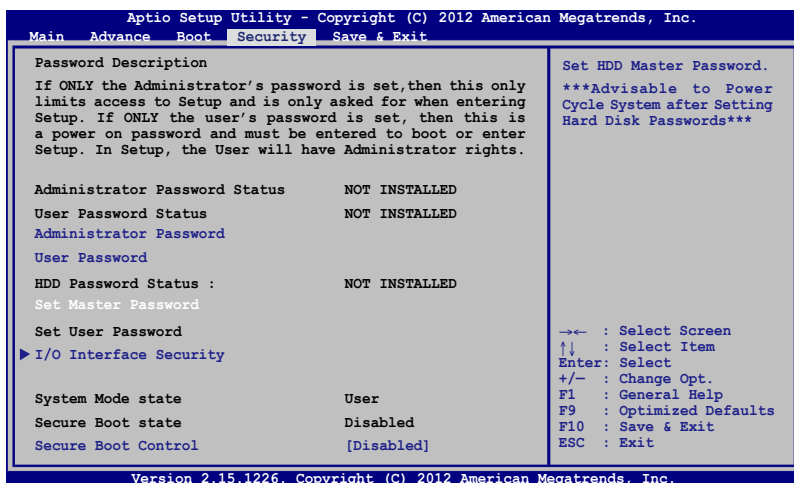 Aptio Setup Utility - Copyright (C) 2012 American Megatrends, Inc.
Main Advance Boot Security Save & Exit
Password Description
If ONLY the Administrator's password is set,then this only
limits access to Setup and is only asked for when entering
Setup. If ONLY the user's password is set, then this is
a power on password and must be entered to boot or enter
Setup. In Setup, the User will have Administrator rights.
Administrator Password Status NOT INSTALLED
User Password Status NOT INSTALLED
Administrator Password
User Password
HDD Password Status : NOT INSTALLED
Set Master Password
Set User Password
I/O Interface Security
System Mode state User
Secure Boot state Disabled
Secure Boot Control [Disabled]
Set HDD Master Password.
***Advisable to Power
Cycle System after Setting
Hard Disk Passwords***
→← : Select Screen
↑↓ : Select Item
Enter: Select
+/— : Change Opt.
F1 : General Help
F9 : Optimized Defaults
F10 : Save & Exit
ESC : Exit
Version 2.15.1226. Copyright (C) 2012 American Megatrends, Inc.